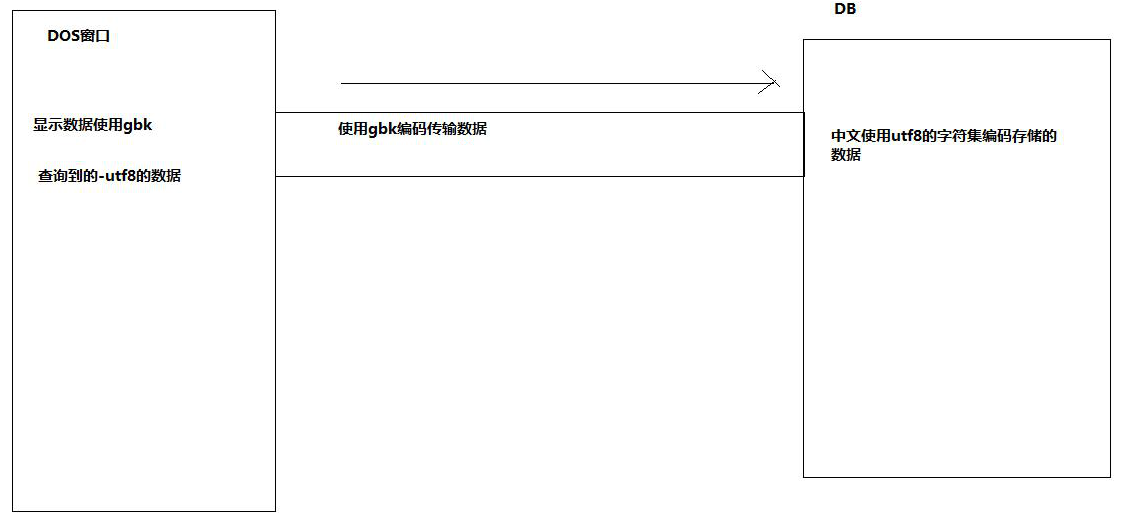 DB
DOS窗口
显示数据使用gbk
使用gbk编码传输数据
中文使用utf8的字符集编码存储的
数据
查询到的-utf8的数据